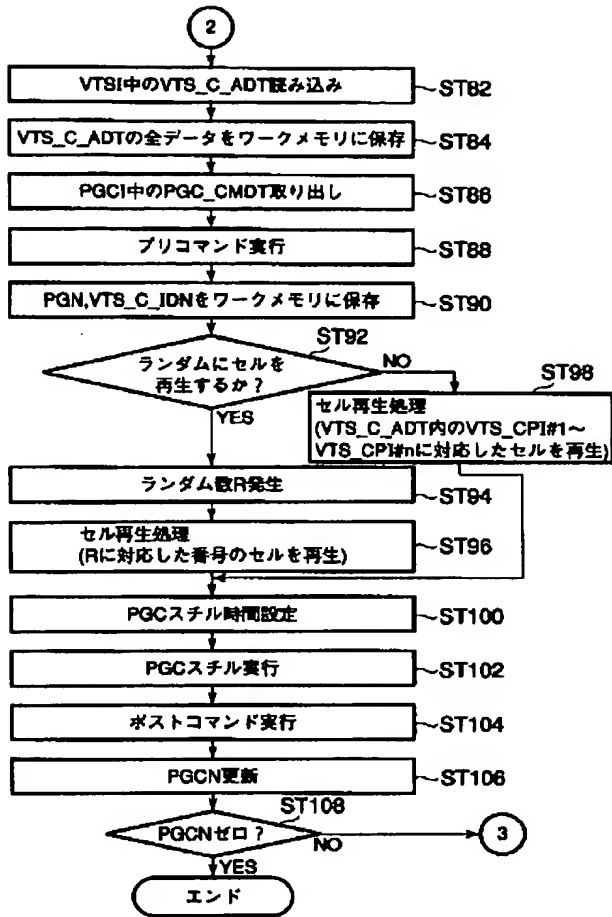 2
VTSI中のVTS_C_ADT読み込み
ST82
VTS_C_ADTの全データをワークメモリに保存
ST84
PGCI中のPGC_CMDT取り出し
ST86
プリコマンド実行
ST88
PGN,VTS_C_IDNをワークメモリに保存
ST90
ST92
ランダムにセルを
再生するか?
NO
YES
ST98
セル再生処理
(VTS_C_ADT内のVTS_CPI#1～
VTS_CPI#nに対応したセルを再生)
ランダム数R発生
ST94
セル再生処理
(Rに対応した番号のセルを再生)
ST96
PGCスチル時間設定
ST100
PGCスチル実行
ST102
ポストコマンド実行
ST104
PGCN更新
ST106
ST108
PGCNゼロ?
NO
3
YES
エンド